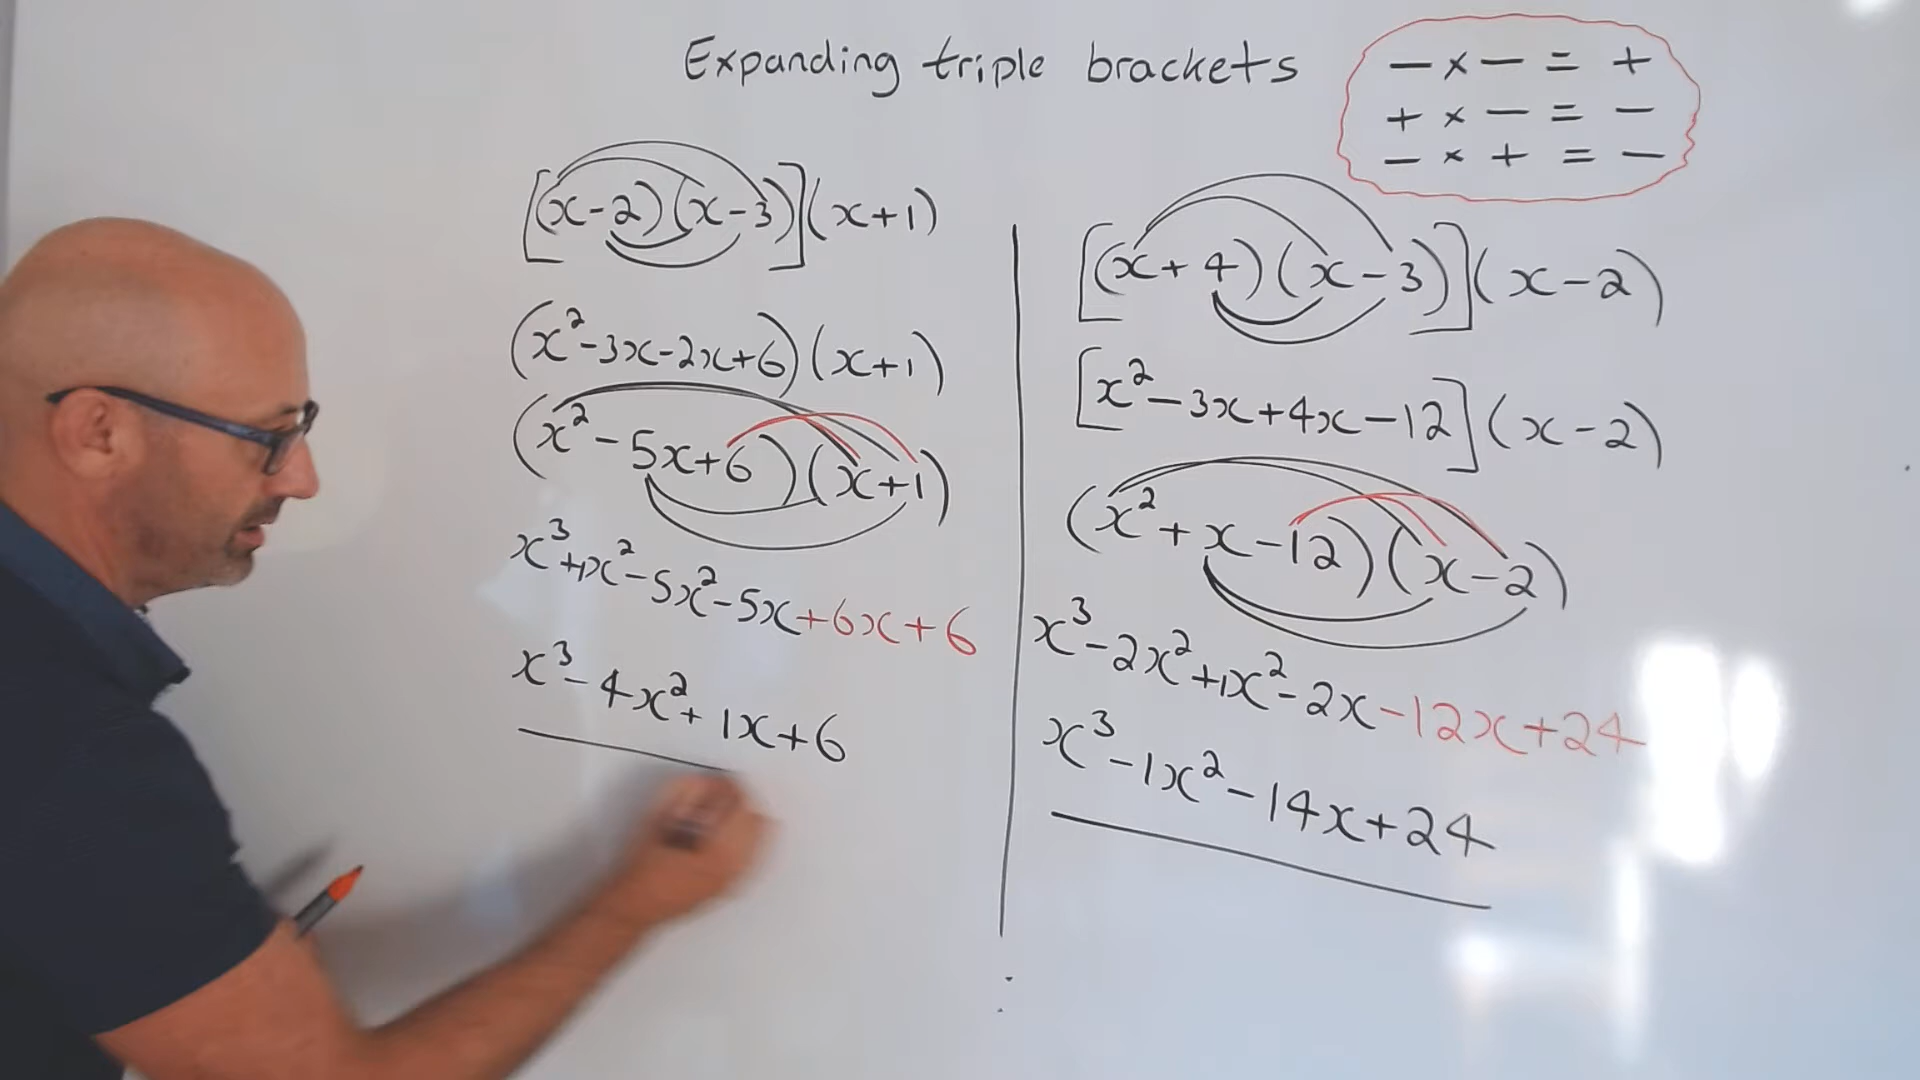 Expanding triple brackets
− × − = +
+ × − = −
− × + = −
[(x-2)(x-3)](x+1)
(x²-3x-2x+6)(x+1)
(x²-5x+6)(x+1)
x³+1x²-5x²-5x+6x+6
x³-4x²+1x+6
[(x+4)(x-3)](x-2)
[x²-3x+4x-12](x-2)
(x²+x-12)(x-2)
x³-2x²+1x²-2x-12x+24
x³-1x²-14x+24